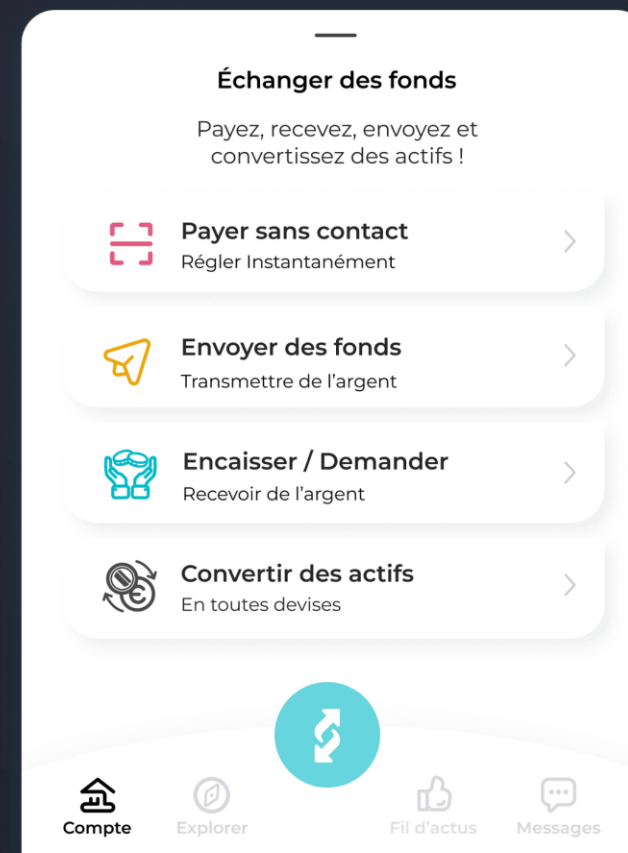 Échanger des fonds
Payez, recevez, envoyez et
convertissez des actifs !
Payer sans contact
Régler Instantanément
Envoyer des fonds
Transmettre de l'argent
Encaisser / Demander
Recevoir de l'argent
Convertir des actifs
En toutes devises
Compte
Explorer
Fil d'actus
Messages